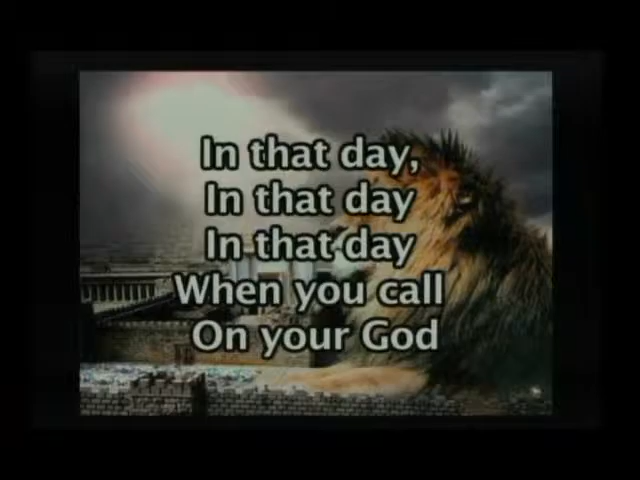 In that day,
In that day
In that day
When you call
On your God